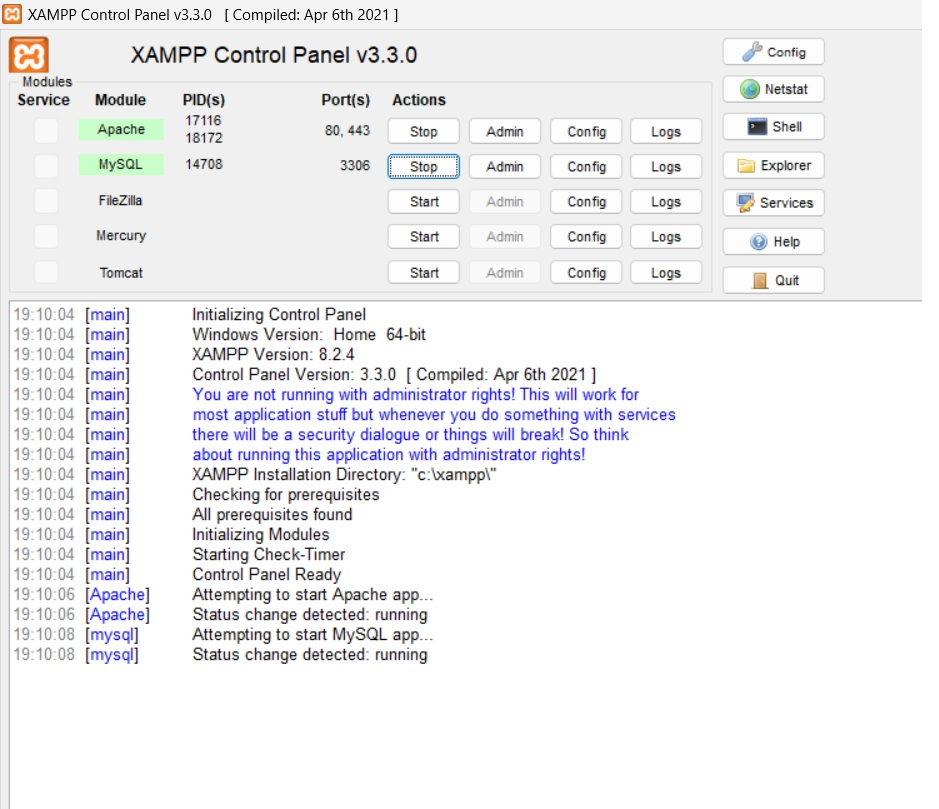 XAMPP Control Panel v3.3.0 [ Compiled: Apr 6th 2021 ]
XAMPP Control Panel v3.3.0
Config
Modules
Service Module PID(s) Port(s) Actions
Netstat
Apache 17116 18172 80, 443 Stop Admin Config Logs
Shell
MySQL 14708 3306 Stop Admin Config Logs
Explorer
FileZilla Start Admin Config Logs
Services
Mercury Start Admin Config Logs
Help
Tomcat Start Admin Config Logs
Quit
19:10:04 [main] Initializing Control Panel
19:10:04 [main] Windows Version: Home 64-bit
19:10:04 [main] XAMPP Version: 8.2.4
19:10:04 [main] Control Panel Version: 3.3.0 [ Compiled: Apr 6th 2021 ]
19:10:04 [main] You are not running with administrator rights! This will work for
19:10:04 [main] most application stuff but whenever you do something with services
19:10:04 [main] there will be a security dialogue or things will break! So think
19:10:04 [main] about running this application with administrator rights!
19:10:04 [main] XAMPP Installation Directory: "c:\xampp\"
19:10:04 [main] Checking for prerequisites
19:10:04 [main] All prerequisites found
19:10:04 [main] Initializing Modules
19:10:04 [main] Starting Check-Timer
19:10:04 [main] Control Panel Ready
19:10:06 [Apache] Attempting to start Apache app...
19:10:06 [Apache] Status change detected: running
19:10:08 [mysql] Attempting to start MySQL app...
19:10:08 [mysql] Status change detected: running